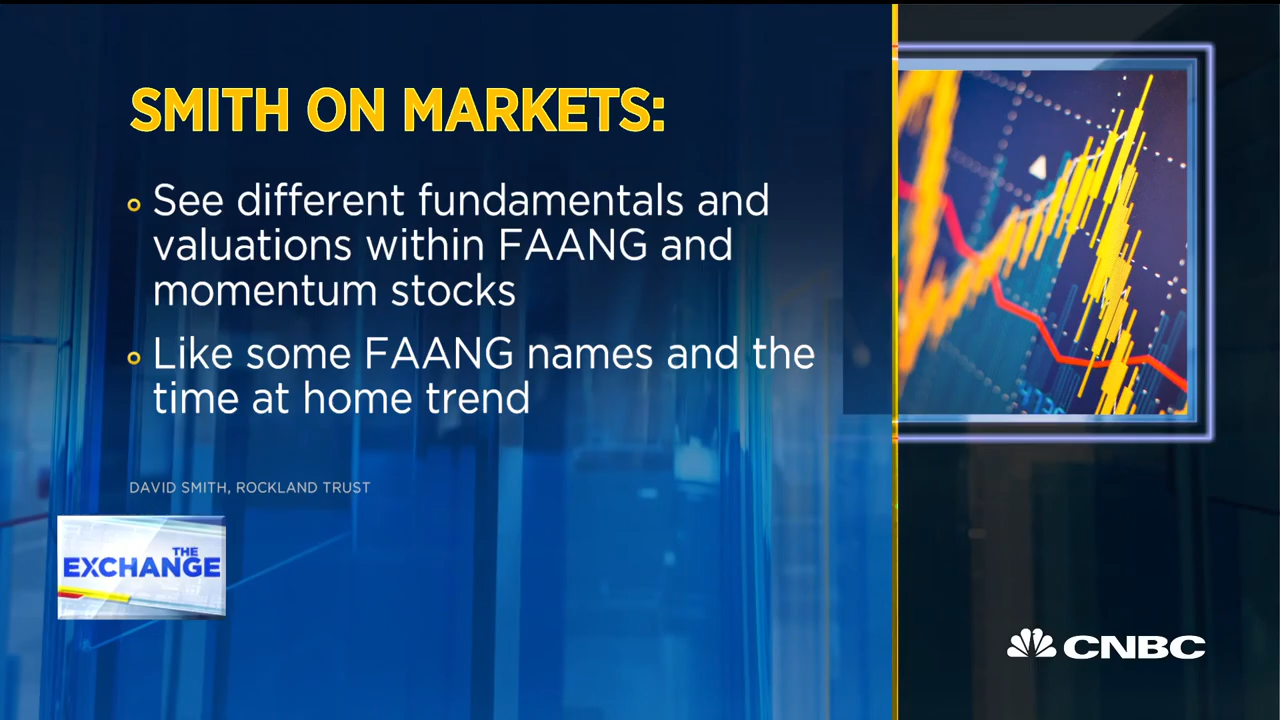 SMITH ON MARKETS:
See different fundamentals and
valuations within FAANG and
momentum stocks
Like some FAANG names and the
time at home trend
DAVID SMITH, ROCKLAND TRUST
THE
EXCHANGE
CNBC